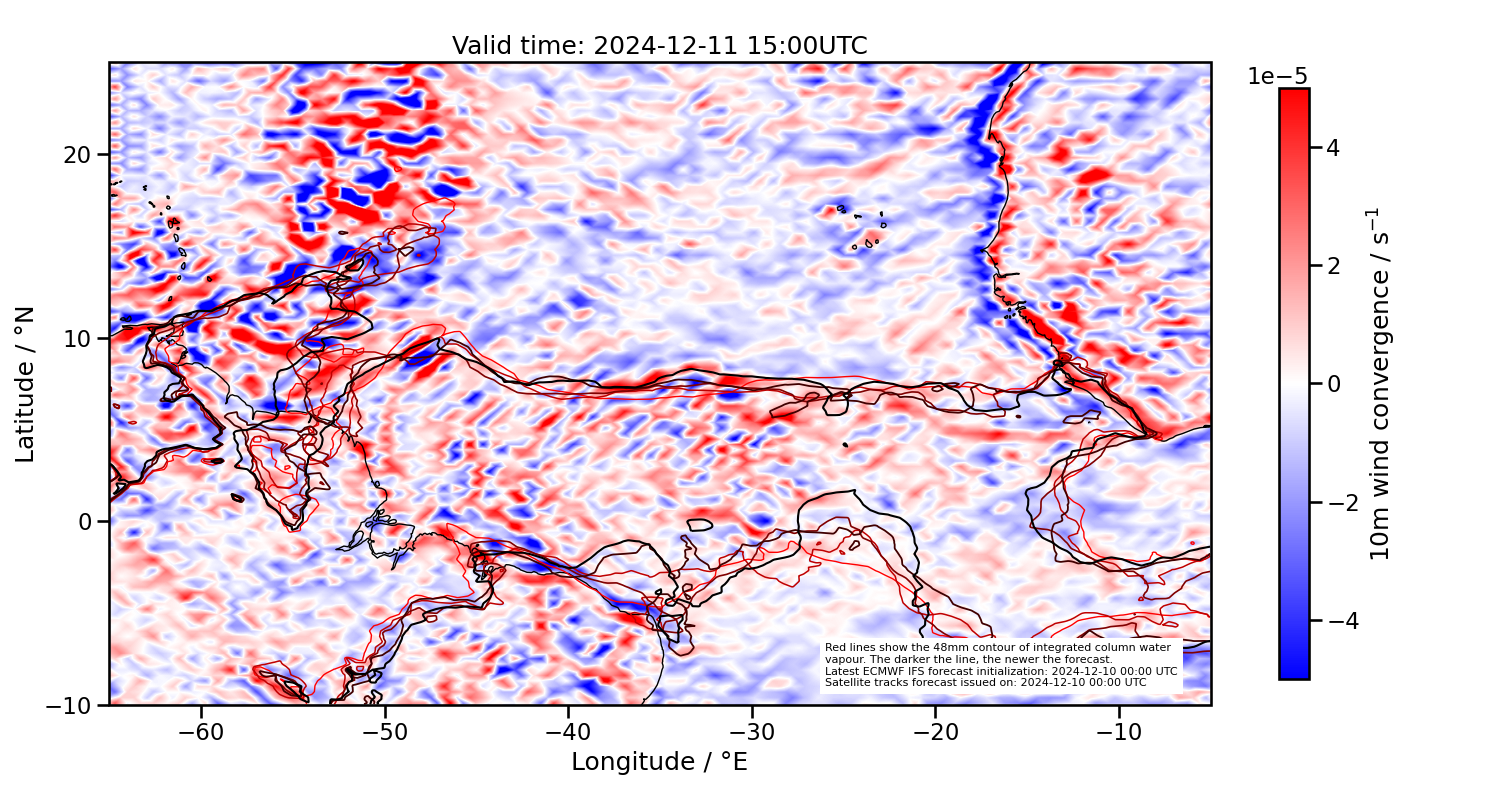 Valid time: 2024-12-11 15:00UTC
1e−5
20
10
0
−10
Latitude / °N
−60
−50
−40
−30
−20
−10
Longitude / °E
4
2
0
−2
−4
10m wind convergence / s⁻¹
Red lines show the 48mm contour of integrated column water
vapour. The darker the line, the newer the forecast.
Latest ECMWF IFS forecast initialization: 2024-12-10 00:00 UTC
Satellite tracks forecast issued on: 2024-12-10 00:00 UTC